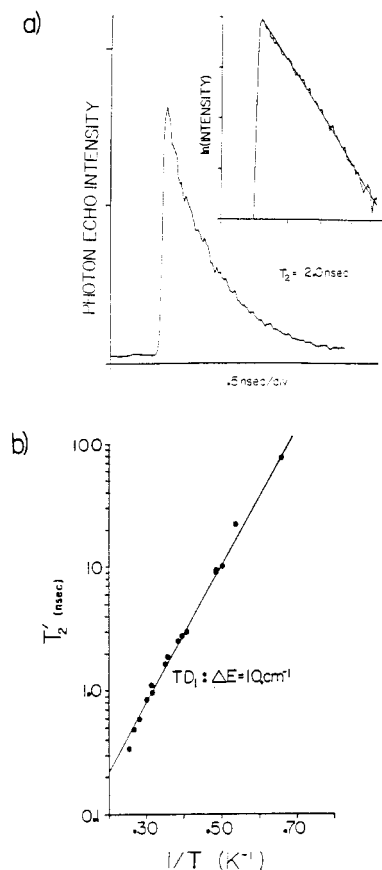 a)
PHOTON ECHO INTENSITY
ln(INTENSITY)
T₂= 2.0nsec
.5nsec/div
b)
T₂′ (nsec)
100
10
1.0
0.1
TD₁: ΔE=10.cm⁻¹
.30 .50 .70
1/T (K⁻¹)